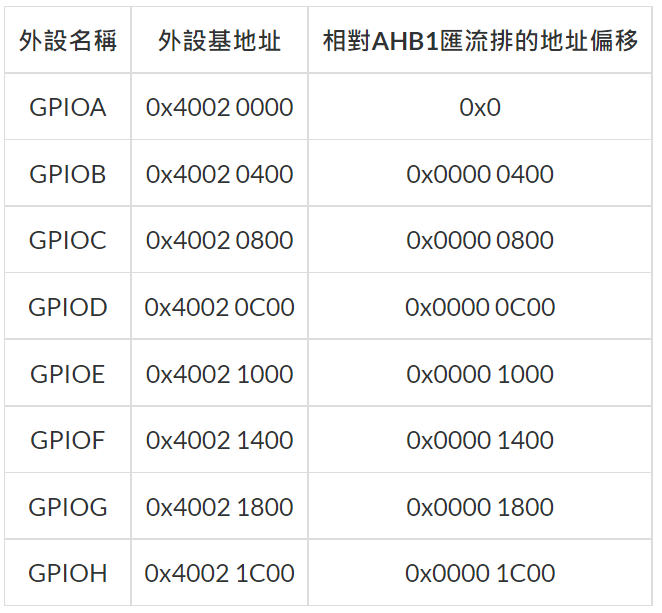 外設名稱 外設基地址 相對AHB1匯流排的地址偏移
GPIOA 0x4002 0000 0x0
GPIOB 0x4002 0400 0x0000 0400
GPIOC 0x4002 0800 0x0000 0800
GPIOD 0x4002 0C00 0x0000 0C00
GPIOE 0x4002 1000 0x0000 1000
GPIOF 0x4002 1400 0x0000 1400
GPIOG 0x4002 1800 0x0000 1800
GPIOH 0x4002 1C00 0x0000 1C00